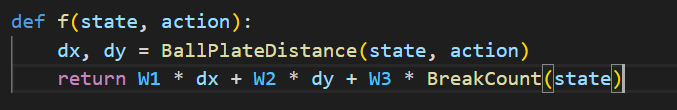 def f(state, action):
    dx, dy = BallPlateDistance(state, action)
    return W1 * dx + W2 * dy + W3 * BreakCount(state)